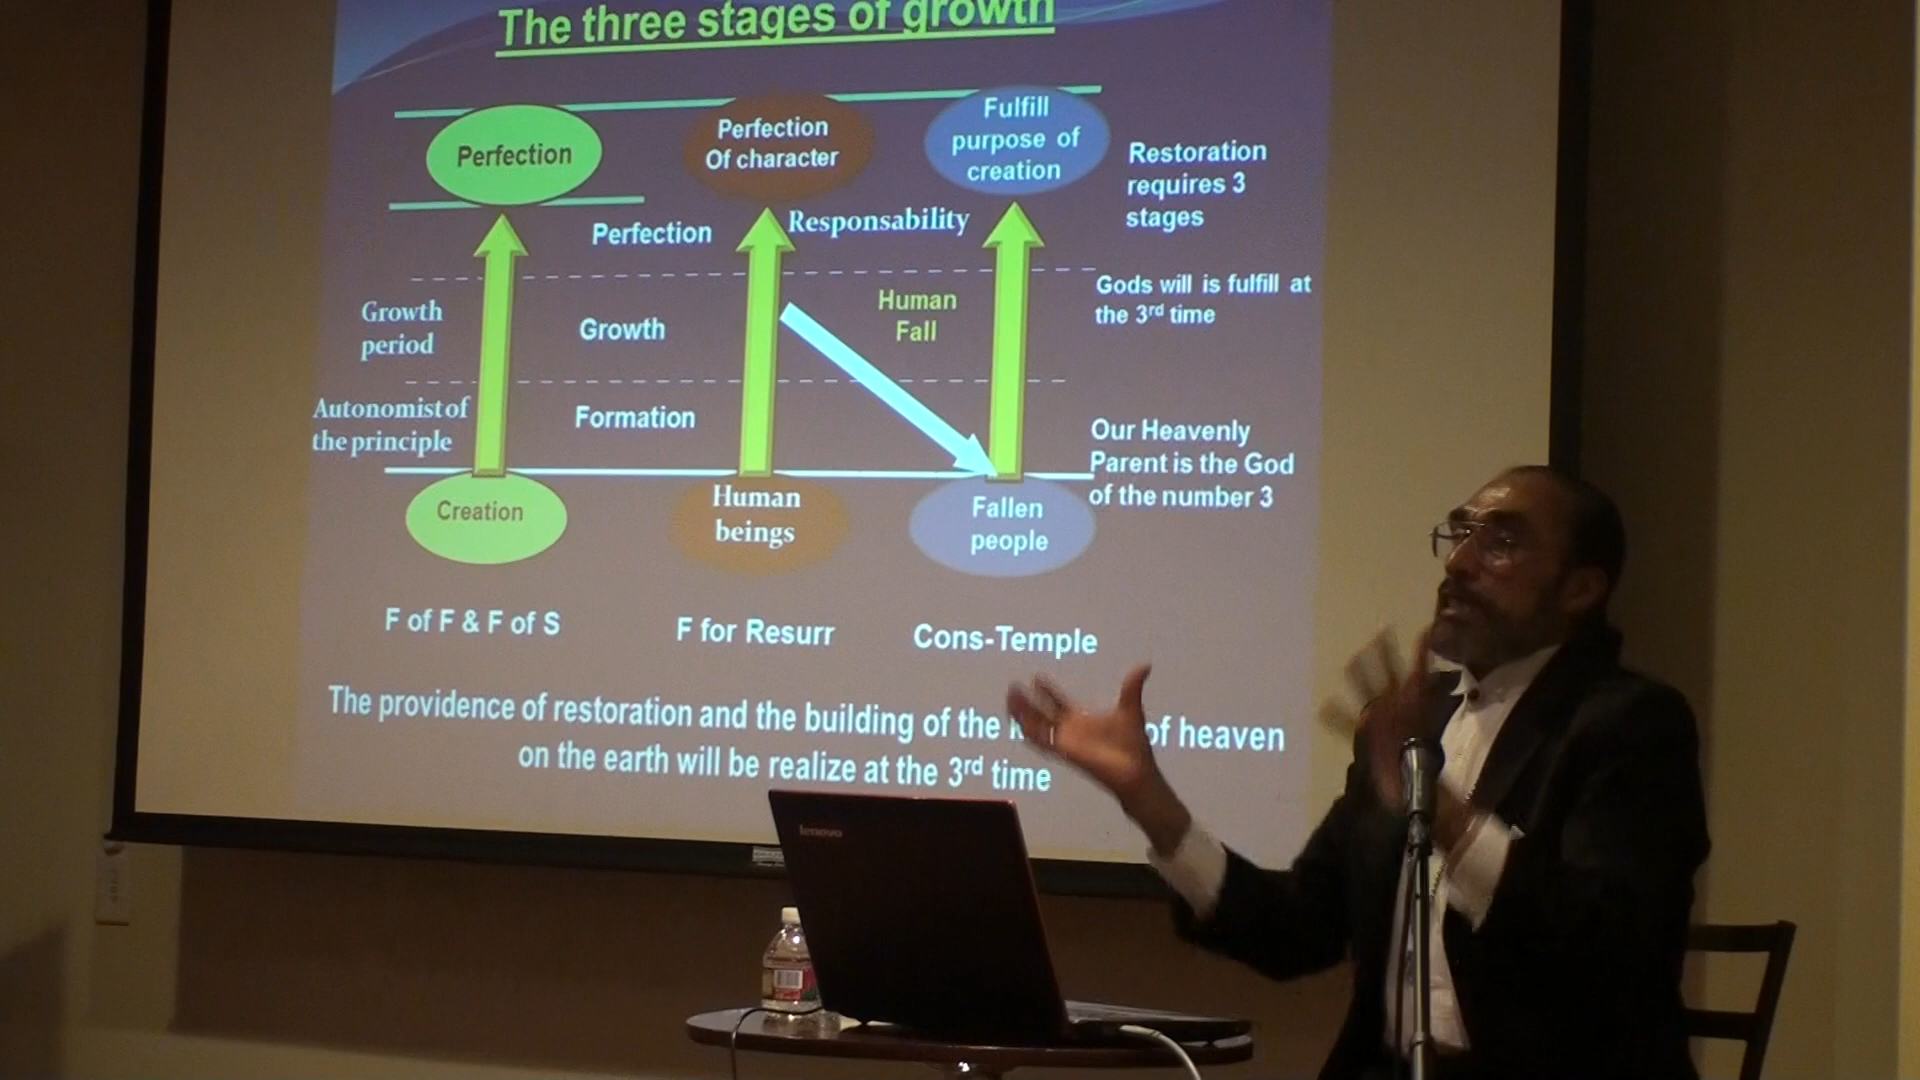 The three stages of growth
Perfection
Perfection
Of character
Fulfill
purpose of
creation
Restoration
requires 3
stages
Perfection
Responsability
Growth
period
Growth
Human
Fall
Gods will is fulfill at
the 3rd time
Autonomist of
the principle
Formation
Our Heavenly
Parent is the God
of the number 3
Creation
Human
beings
Fallen
people
F of F & F of S
F for Resurr
Cons-Temple
The providence of restoration and the building of the of heaven
on the earth will be realize at the 3rd time
lenovo